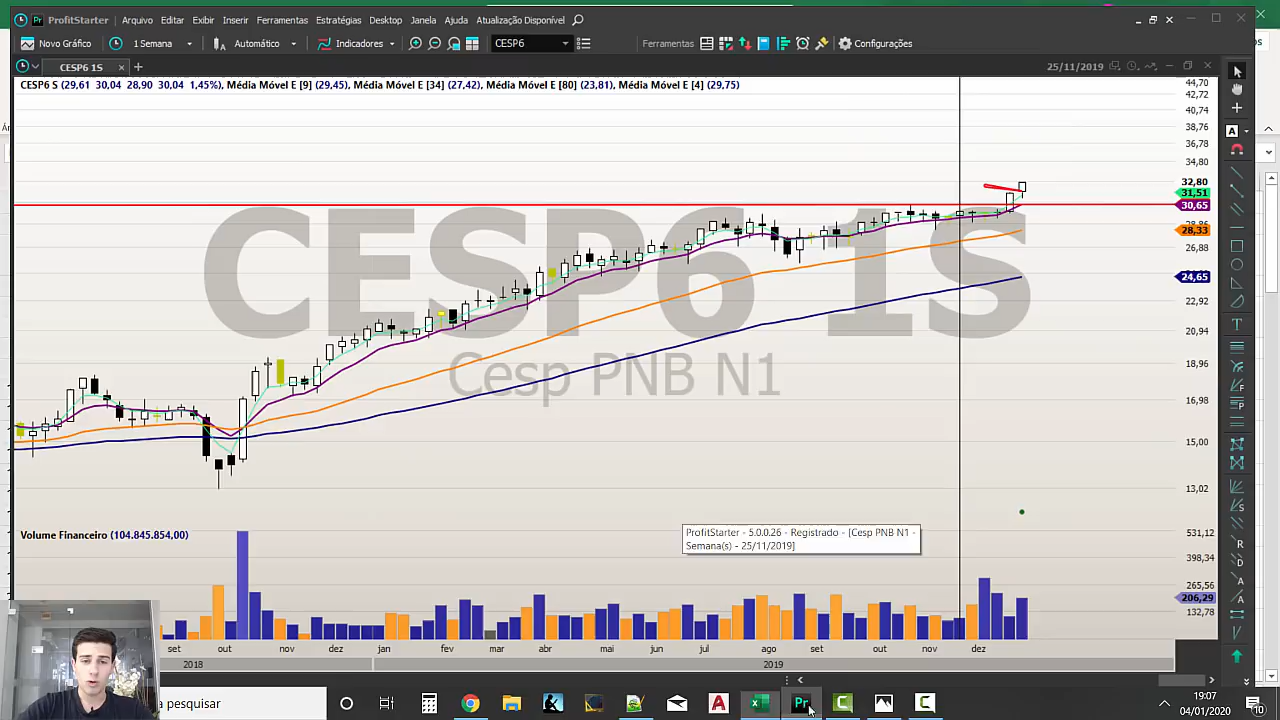 ProfitStarter Arquivo Editar Exibir Inserir Ferramentas Estratégias Desktop Janela Ajuda Atualização Disponível
Novo Gráfico 1 Semana Automático Indicadores CESP6 Ferramentas Configurações
CESP6 1S
25/11/2019
CESP6 S (29,61 30,04 28,90 30,04 1,45%), Média Móvel E [9] (29,45), Média Móvel E [34] (27,42), Média Móvel E [80] (23,81), Média Móvel E [4] (29,75)
44,70
42,72
40,74
38,76
36,78
34,80
32,80
31,51
30,65
28,33
26,88
24,65
22,92
20,94
18,96
16,98
15,00
13,02
CESP6 1S
Cesp PNB N1
ProfitStarter - 5.0.0.26 - Registrado - [Cesp PNB N1 -
Semana(s) - 25/11/2019]
Volume Financeiro (104.845.854,00)
531,12
398,34
265,56
206,29
132,78
set out nov dez jan fev mar abr mai jun jul ago set out nov dez
2018 2019
pesquisar
19:07
04/01/2020
10